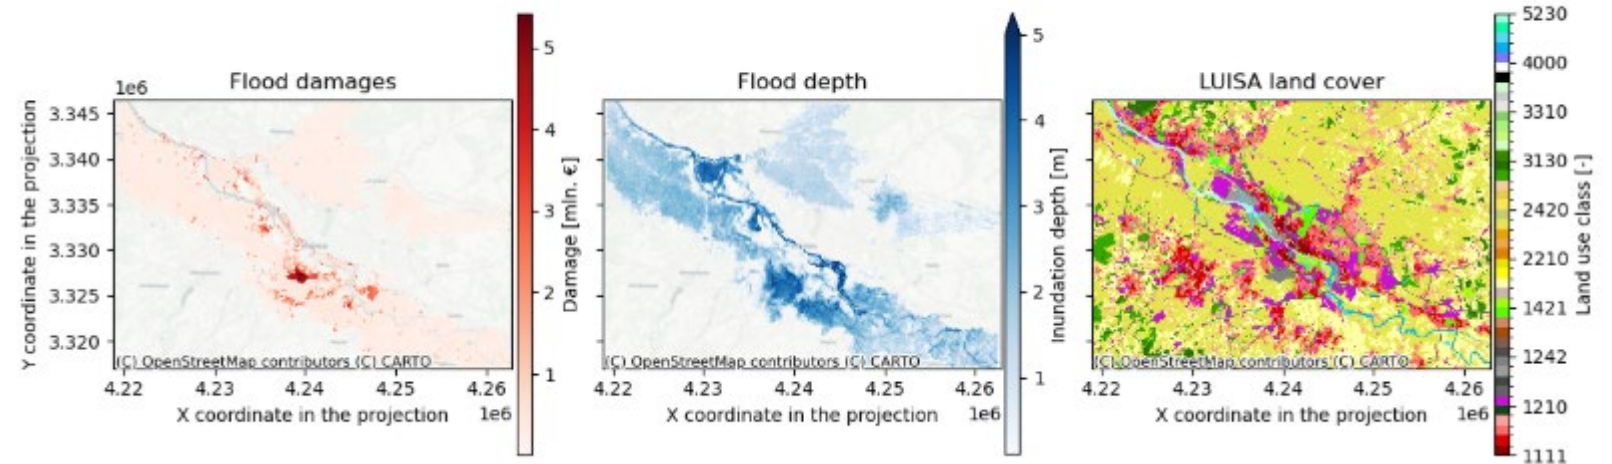 Flood damages
1e6
Y coordinate in the projection
3.345
3.340
3.335
3.330
3.325
3.320
(C) OpenStreetMap contributors (C) CARTO
4.22
4.23
4.24
4.25
4.26
X coordinate in the projection
1e6
5
4
3
2
1
Damage [mln. €]
Flood depth
(C) OpenStreetMap contributors (C) CARTO
4.22
4.23
4.24
4.25
4.26
X coordinate in the projection
1e6
5
4
3
2
1
Inundation depth [m]
LUISA land cover
(C) OpenStreetMap contributors (C) CARTO
4.22
4.23
4.24
4.25
4.26
X coordinate in the projection
1e6
5230
4000
3310
3130
2420
2210
1421
1242
1210
1111
Land use class [-]